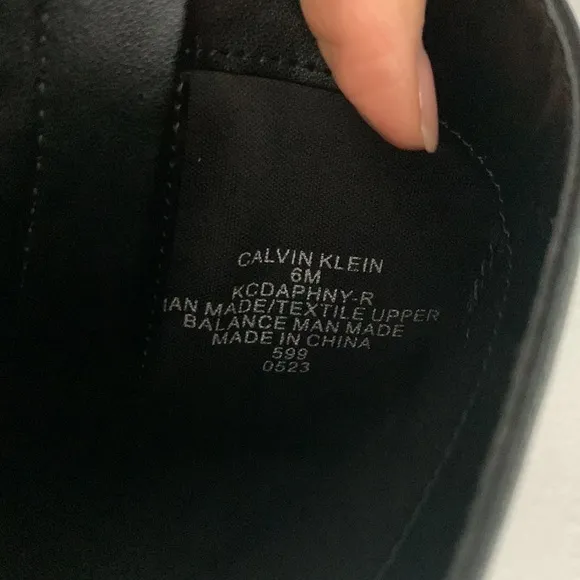 CALVIN KLEIN
6M
KCDAPHNY-R
MAN MADE/TEXTILE UPPER
BALANCE MAN MADE
MADE IN CHINA
599
0523